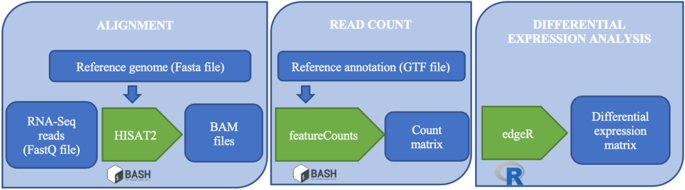 ALIGNMENT
Reference genome (Fasta file)
RNA-Seq
reads
(FastQ file)
HISAT2
BAM
files
BASH
READ COUNT
Reference annotation (GTF file)
featureCounts
Count
matrix
BASH
DIFFERENTIAL
EXPRESSION ANALYSIS
edgeR
Differential
expression
matrix
R